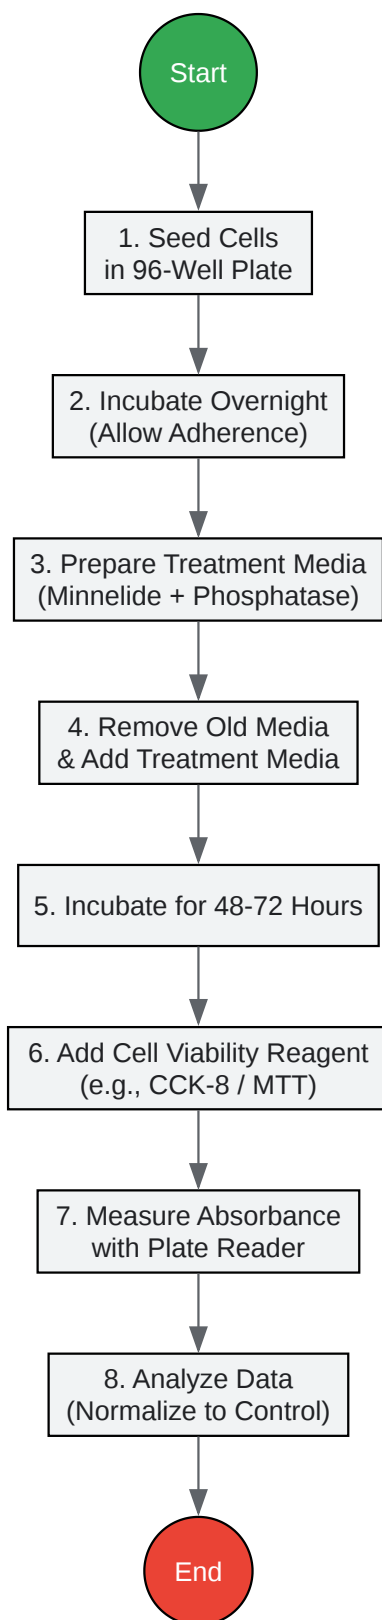 Start
1. Seed Cells
in 96-Well Plate
2. Incubate Overnight
(Allow Adherence)
3. Prepare Treatment Media
(Minnelide + Phosphatase)
4. Remove Old Media
& Add Treatment Media
5. Incubate for 48-72 Hours
6. Add Cell Viability Reagent
(e.g., CCK-8 / MTT)
7. Measure Absorbance
with Plate Reader
8. Analyze Data
(Normalize to Control)
End